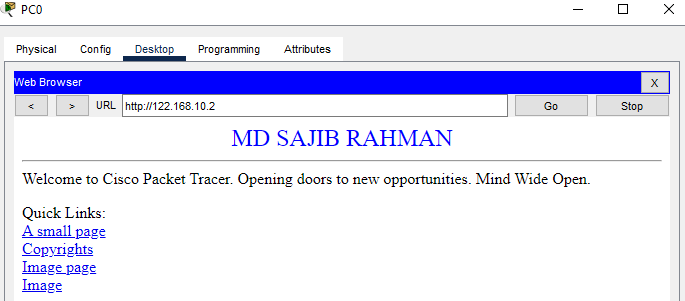 PC0
Physical Config Desktop Programming Attributes
Web Browser X
< > URL http://122.168.10.2 Go Stop
MD SAJIB RAHMAN
Welcome to Cisco Packet Tracer. Opening doors to new opportunities. Mind Wide Open.
Quick Links:
A small page
Copyrights
Image page
Image